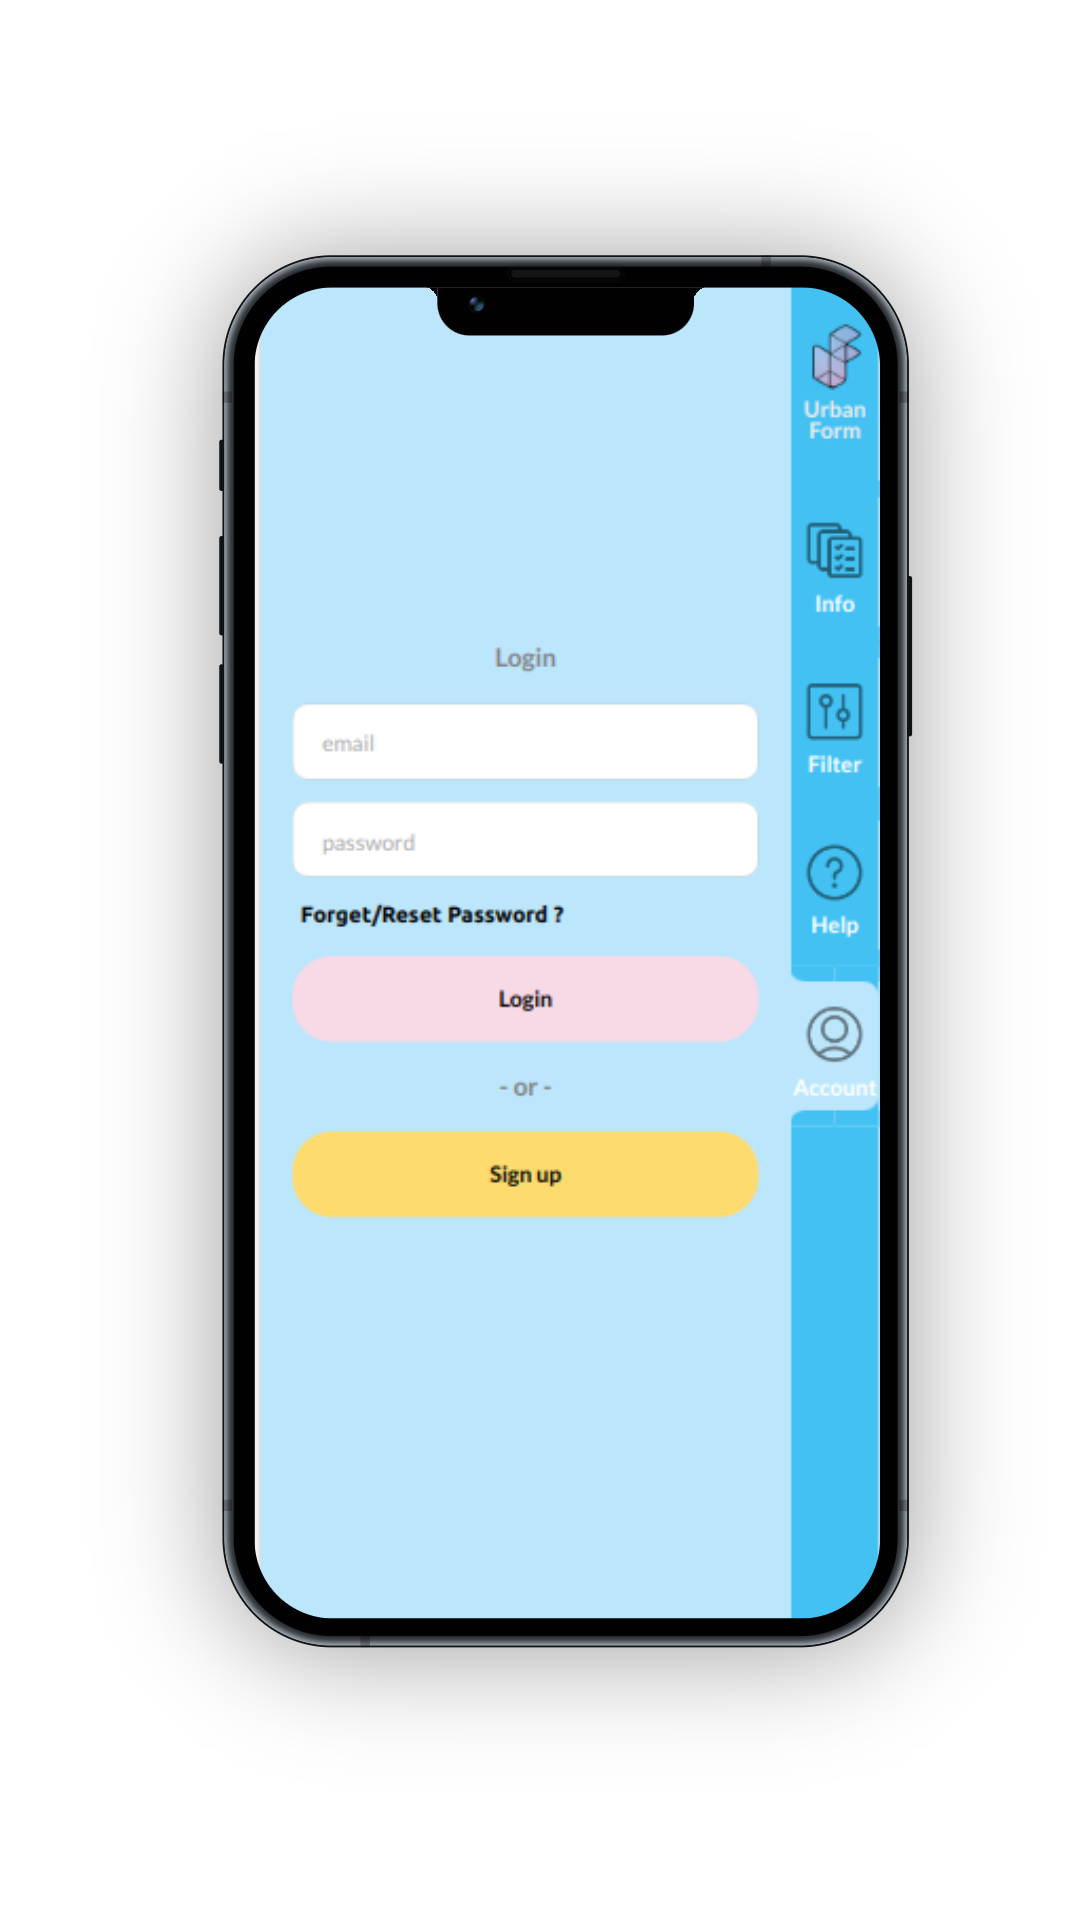 Login
email
password
Forget/Reset Password ?
Login
- or -
Sign up
Urban
Form
Info
Filter
Help
Account